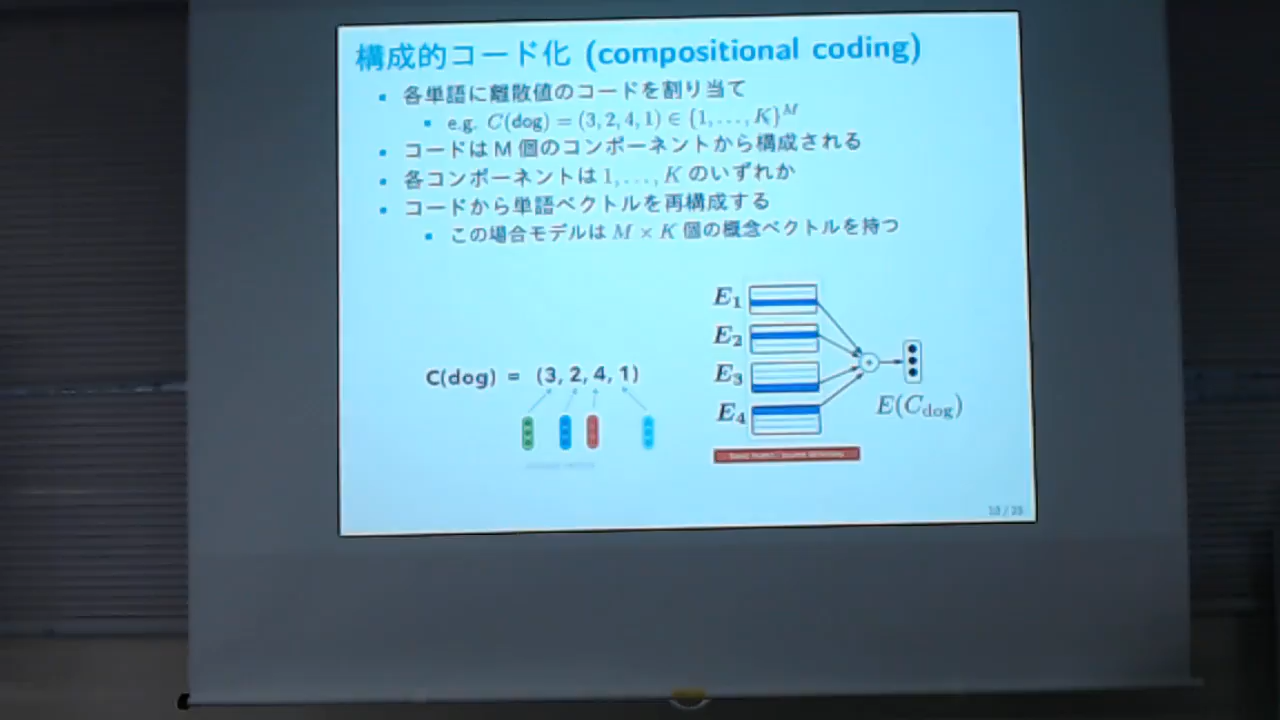 構成的コード化 (compositional coding)
各単語に離散値のコードを割り当て
e.g. C(dog) = (3, 2, 4, 1) ∈ {1, . . . , K}^M
コードは M 個のコンポーネントから構成される
各コンポーネントは 1, . . . , K のいずれか
コードから単語ベクトルを再構成する
この場合モデルは M × K 個の概念ベクトルを持つ
E₁
E₂
E₃
E₄
C(dog) = (3, 2, 4, 1)
E(C_dog)